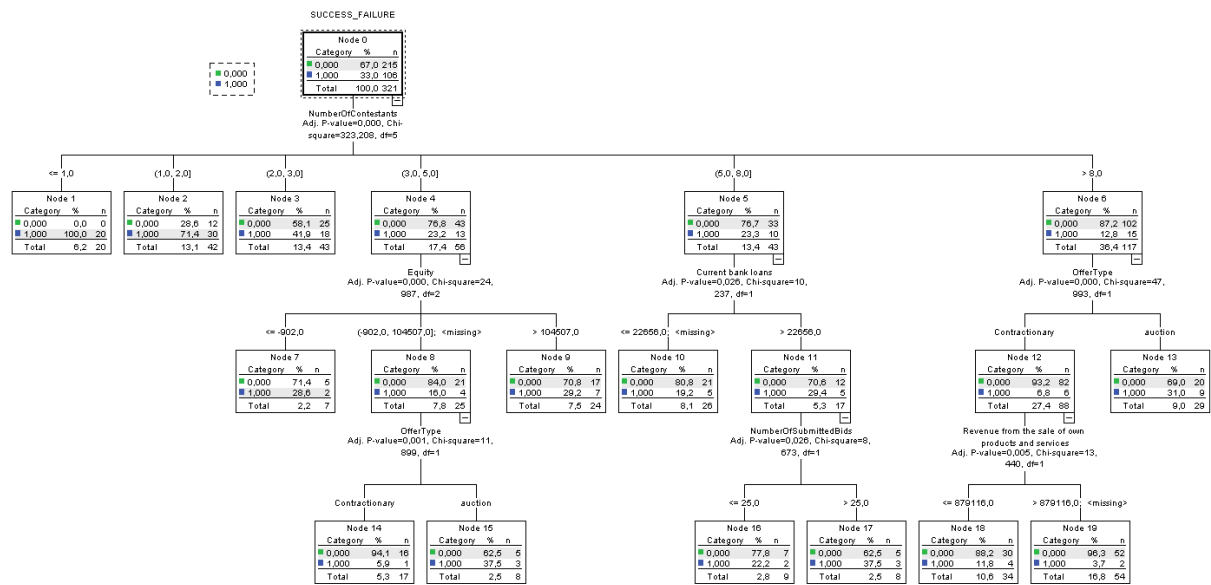 SUCCESS_FAILURE
0,000
1,000
Node 0
Category % n
0,000 67,0 215
1,000 33,0 106
Total 100,0 321
NumberOfContestants
Adj. P-value=0,000, Chi-
square=323,208, df=5
<= 1,0
(1,0, 2,0]
(2,0, 3,0]
(3,0, 5,0]
(5,0, 8,0]
> 8,0
Node 1
Category % n
0,000 0,0 0
1,000 100,0 20
Total 6,2 20
Node 2
Category % n
0,000 28,6 12
1,000 71,4 30
Total 13,1 42
Node 3
Category % n
0,000 58,1 25
1,000 41,9 18
Total 13,4 43
Node 4
Category % n
0,000 76,8 43
1,000 23,2 13
Total 17,4 56
Node 5
Category % n
0,000 76,7 33
1,000 23,3 10
Total 13,4 43
Node 6
Category % n
0,000 87,2 102
1,000 12,8 15
Total 36,4 117
Equity
Adj. P-value=0,000, Chi-square=24,
987, df=2
Current bank loans
Adj. P-value=0,026, Chi-square=10,
237, df=1
OfferType
Adj. P-value=0,000, Chi-square=47,
993, df=1
<= -902,0
(-902,0, 104507,0]; <missing>
> 104507,0
<= 22656,0; <missing>
> 22656,0
Contractionary
auction
Node 7
Category % n
0,000 71,4 5
1,000 28,6 2
Total 2,2 7
Node 8
Category % n
0,000 84,0 21
1,000 16,0 4
Total 7,8 25
Node 9
Category % n
0,000 70,8 17
1,000 29,2 7
Total 7,5 24
Node 10
Category % n
0,000 80,8 21
1,000 19,2 5
Total 8,1 26
Node 11
Category % n
0,000 70,6 12
1,000 29,4 5
Total 5,3 17
Node 12
Category % n
0,000 93,2 82
1,000 6,8 6
Total 27,4 88
Node 13
Category % n
0,000 69,0 20
1,000 31,0 9
Total 9,0 29
OfferType
Adj. P-value=0,001, Chi-square=11,
899, df=1
NumberOfSubmittedBids
Adj. P-value=0,026, Chi-square=8,
673, df=1
Revenue from the sale of own
products and services
Adj. P-value=0,005, Chi-square=13,
440, df=1
Contractionary
auction
<= 25,0
> 25,0
<= 879116,0
> 879116,0; <missing>
Node 14
Category % n
0,000 94,1 16
1,000 5,9 1
Total 5,3 17
Node 15
Category % n
0,000 62,5 5
1,000 37,5 3
Total 2,5 8
Node 16
Category % n
0,000 77,8 7
1,000 22,2 2
Total 2,8 9
Node 17
Category % n
0,000 62,5 5
1,000 37,5 3
Total 2,5 8
Node 18
Category % n
0,000 88,2 30
1,000 11,8 4
Total 10,6 34
Node 19
Category % n
0,000 96,3 52
1,000 3,7 2
Total 16,8 54